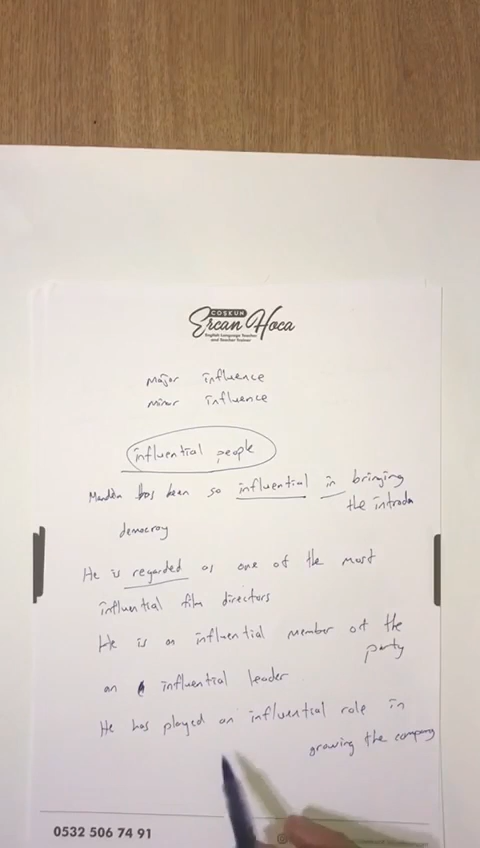 COŞKUN
Ercan Hoca
English Language Teacher
and Teacher Trainer
major influence
minor influence
influential people
has been so influential in bringing
the introdu
democracy
He is regarded as one of the most
influential film directors
He is an influential member of the
party
an influential leader
He has played an influential role in
growing the company
0532 506 74 91